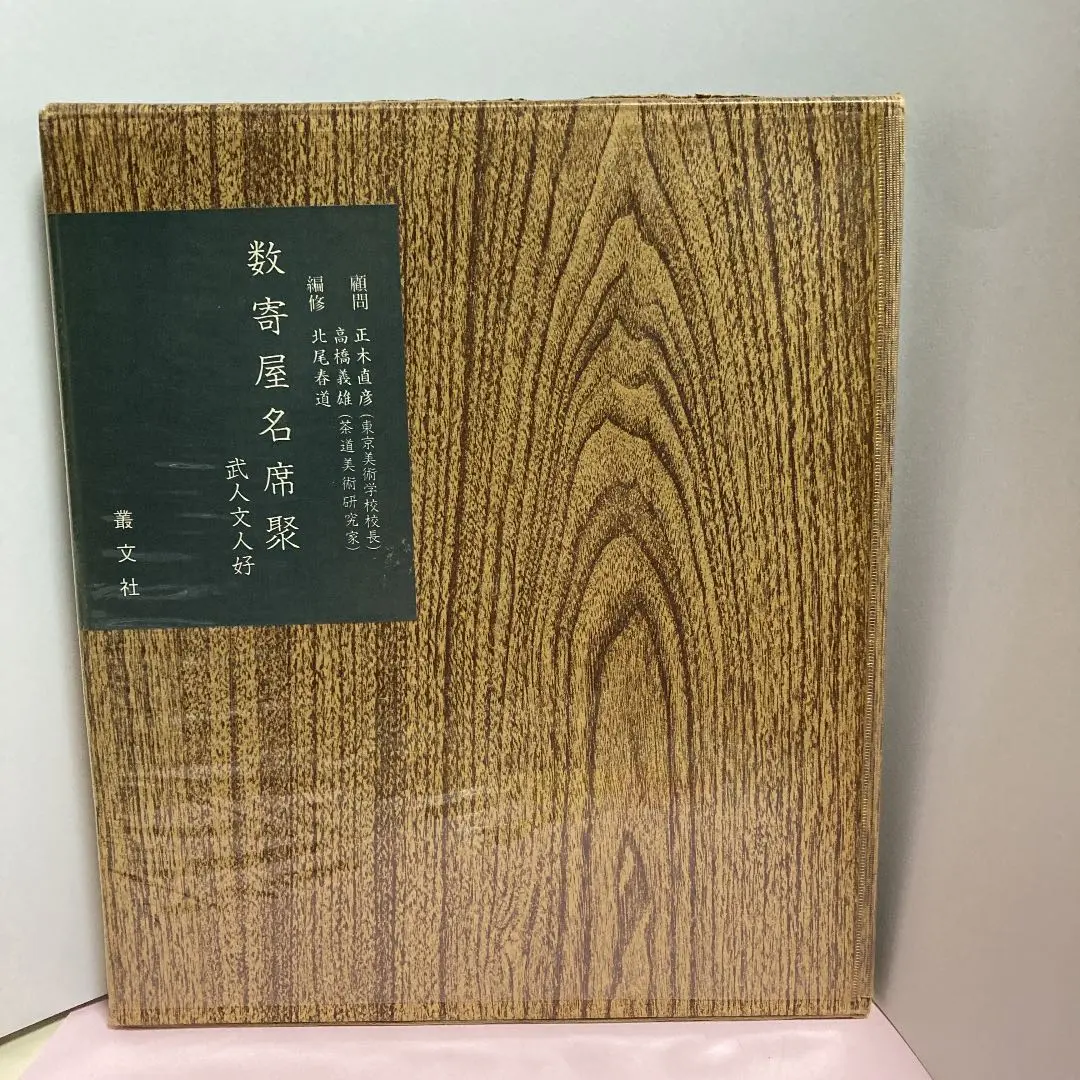 顧問 正木直彦(東京美術学校校長)
高橋義雄(茶道美術研究家)
編修 北尾春道
数寄屋名席聚
武人文人好
叢文社